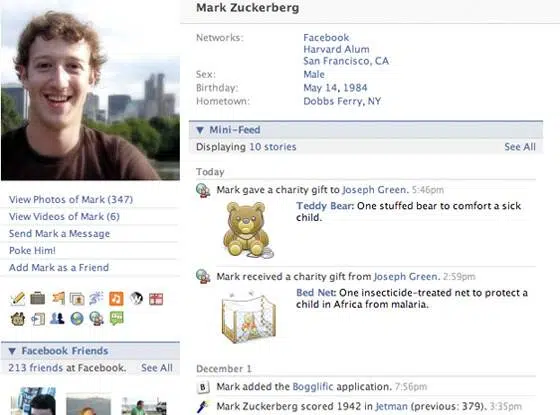 Mark Zuckerberg
Networks: Facebook
Harvard Alum
San Francisco, CA
Sex: Male
Birthday: May 14, 1984
Hometown: Dobbs Ferry, NY
View Photos of Mark (347)
View Videos of Mark (6)
Send Mark a Message
Poke Him!
Add Mark as a Friend
▼ Facebook Friends
213 friends at Facebook. See All
▼ Mini-Feed
Displaying 10 stories See All
Today
Mark gave a charity gift to Joseph Green. 5:46pm
Teddy Bear: One stuffed bear to comfort a sick
child.
Mark received a charity gift from Joseph Green. 2:59pm
Bed Net: One insecticide-treated net to protect a
child in Africa from malaria.
December 1
B Mark added the Bogglific application. 7:56pm
Mark Zuckerberg scored 1942 in Jetman (previous: 379). 3:35pm